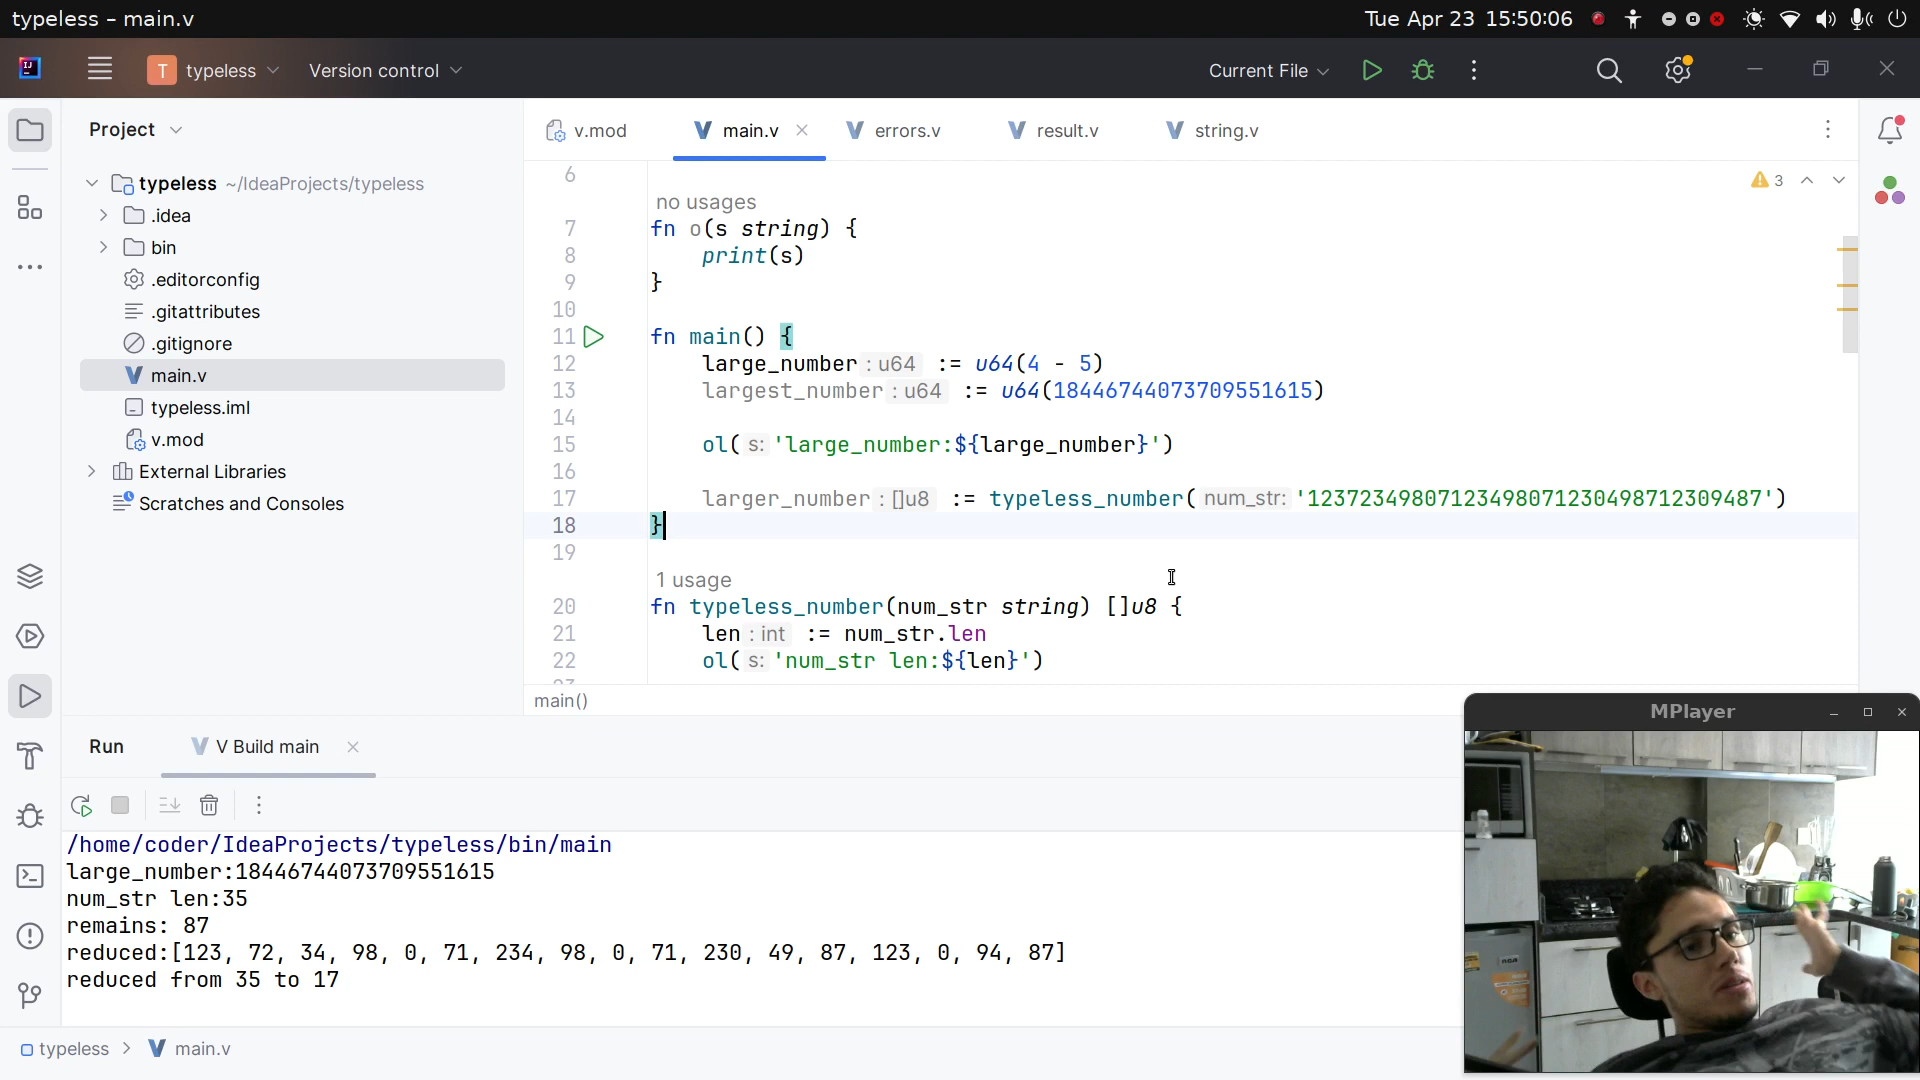 typeless – main.v
Tue Apr 23 15:50:06
T typeless
Version control
Current File
Project
v.mod
main.v
errors.v
result.v
string.v
typeless ~/IdeaProjects/typeless
.idea
bin
.editorconfig
.gitattributes
.gitignore
main.v
typeless.iml
v.mod
External Libraries
Scratches and Consoles
3
6
no usages
7 fn o(s string) {
8 print(s)
9 }
10
11 fn main() {
12 large_number : u64 := u64(4 - 5)
13 largest_number : u64 := u64(18446744073709551615)
14
15 ol( s: 'large_number:${large_number}')
16
17 larger_number : []u8 := typeless_number( num_str: '12372349807123498071230498712309487')
18 }
19
1 usage
20 fn typeless_number(num_str string) []u8 {
21 len : int := num_str.len
22 ol( s: 'num_str len:${len}')
main()
Run
V Build main
/home/coder/IdeaProjects/typeless/bin/main
large_number:18446744073709551615
num_str len:35
remains: 87
reduced:[123, 72, 34, 98, 0, 71, 234, 98, 0, 71, 230, 49, 87, 123, 0, 94, 87]
reduced from 35 to 17
typeless > main.v
MPlayer